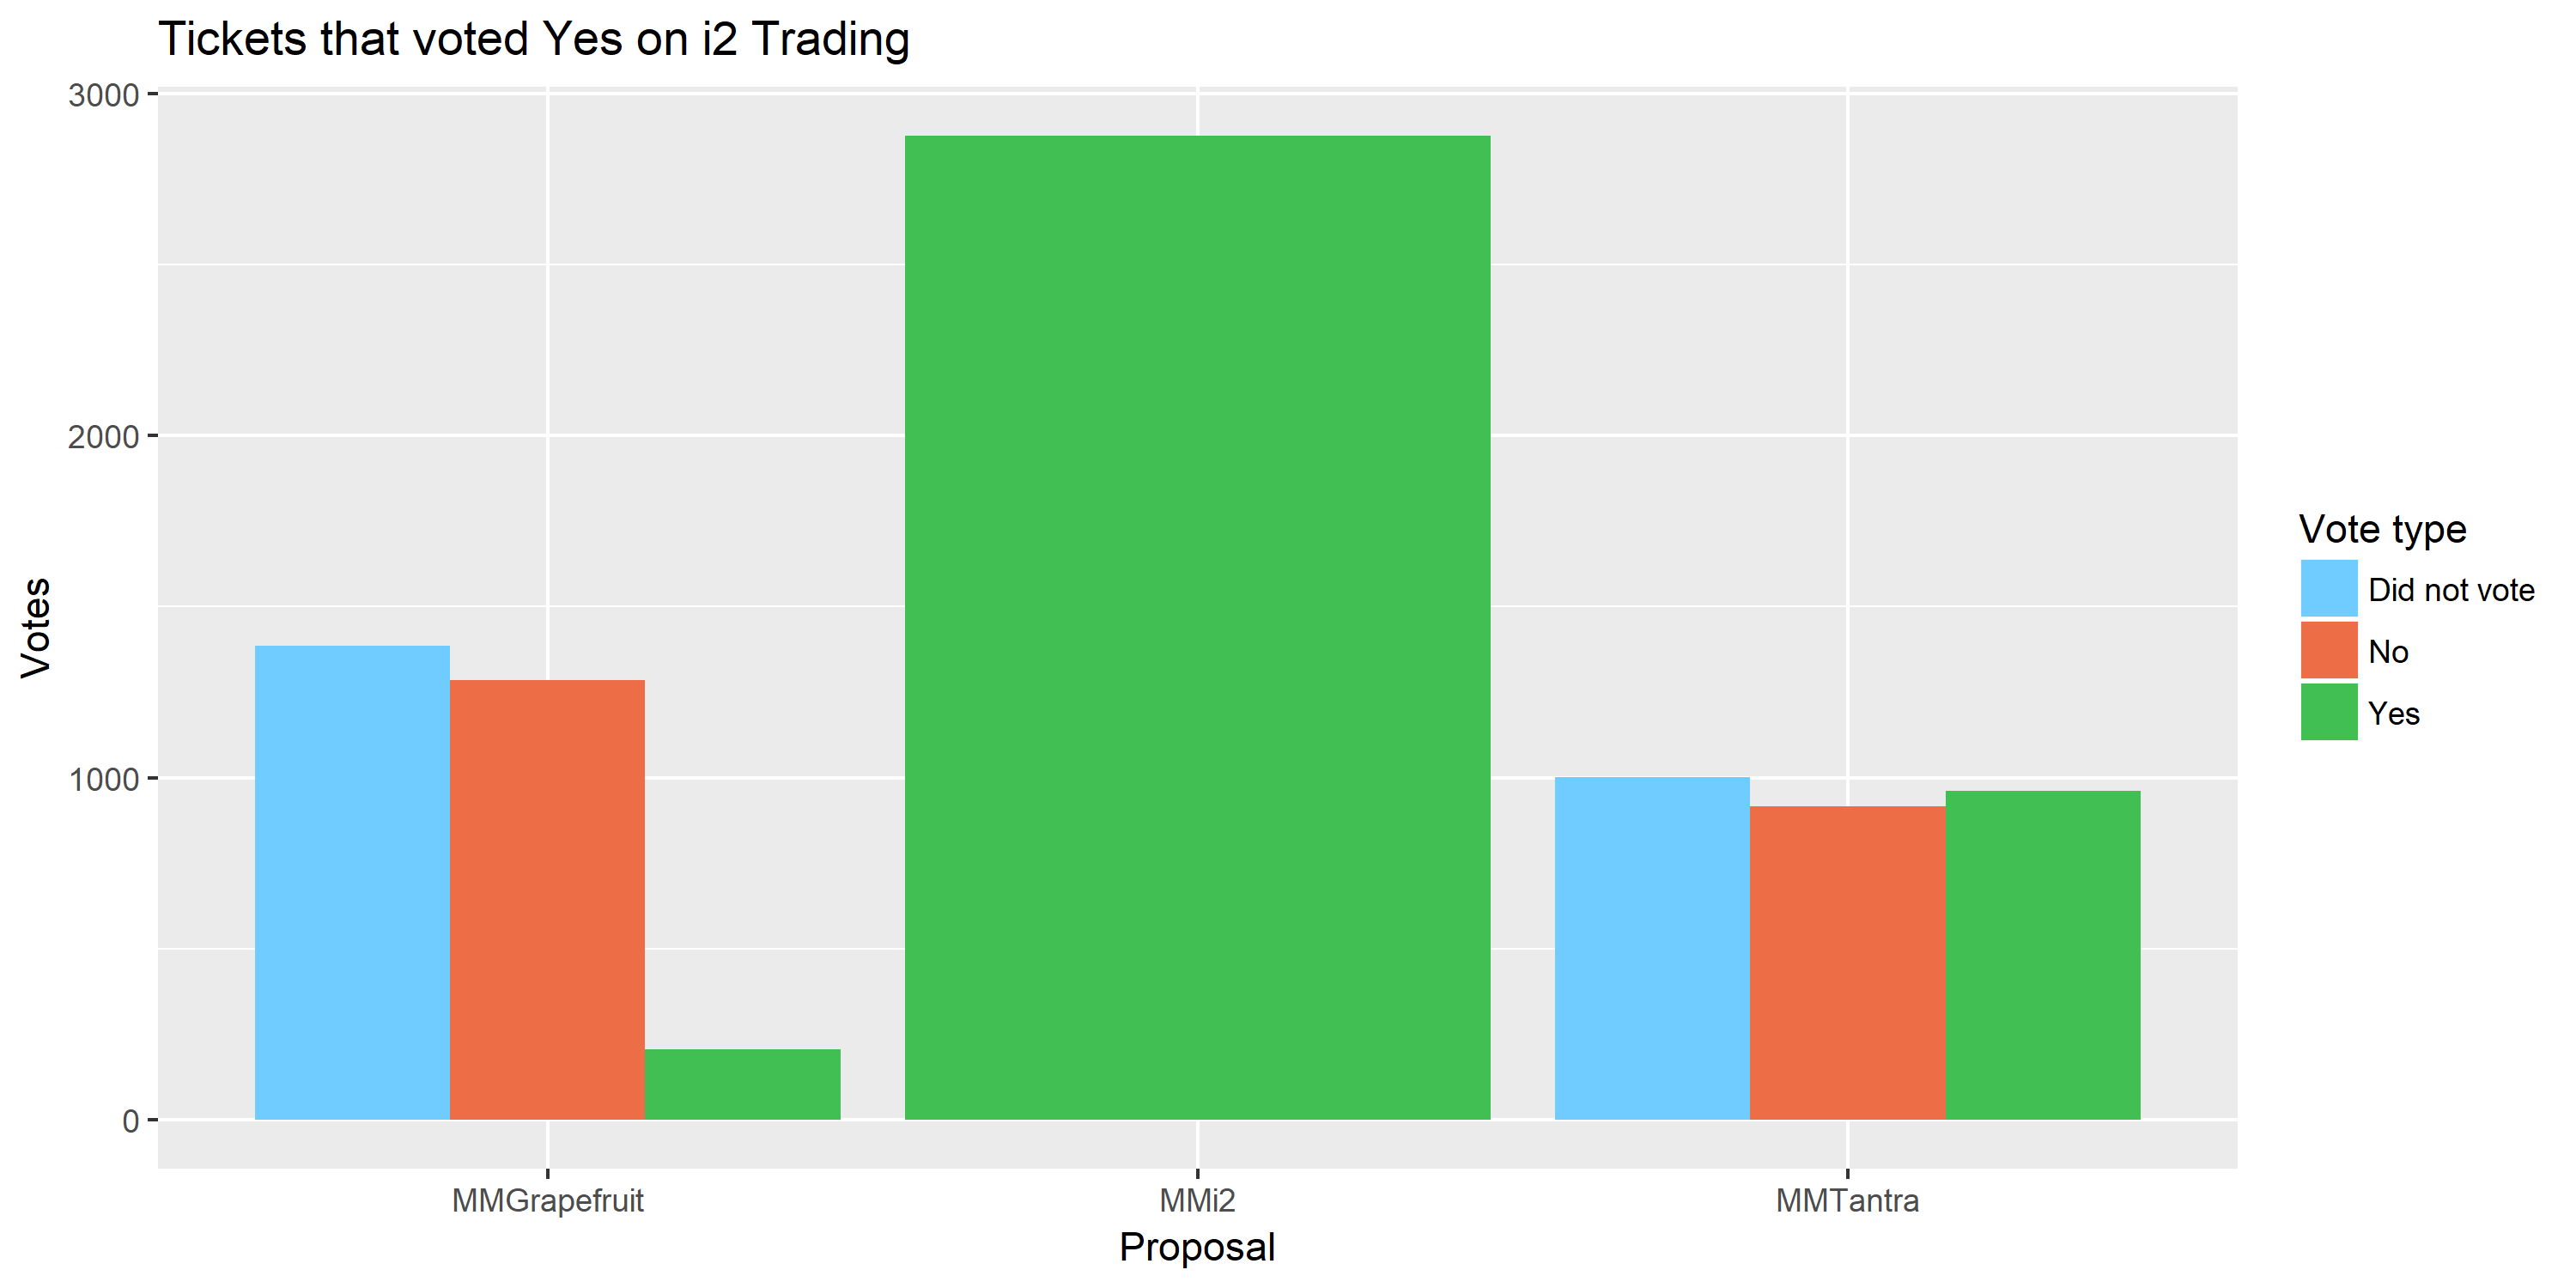 Tickets that voted Yes on i2 Trading
3000
2000
1000
0
Votes
MMGrapefruit
MMi2
MMTantra
Proposal
Vote type
Did not vote
No
Yes